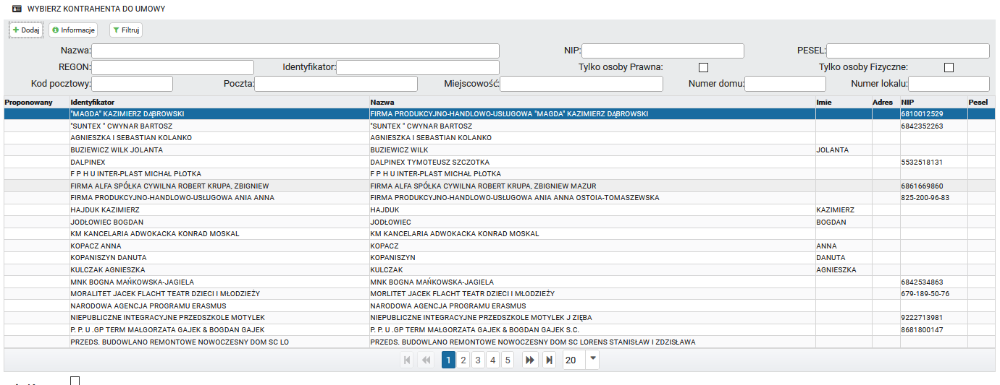 WYBIERZ KONTRAHENTA DO UMOWY
Dodaj Informacje Filtruj
Nazwa: NIP: PESEL:
REGON: Identyfikator: Tylko osoby Prawna: Tylko osoby Fizyczne:
Kod pocztowy: Poczta: Miejscowość: Numer domu: Numer lokalu:
Proponowany Identyfikator Nazwa Imie Adres NIP Pesel
"MAGDA" KAZIMIERZ DĄBROWSKI FIRMA PRODUKCYJNO-HANDLOWO-USŁUGOWA "MAGDA" KAZIMIERZ DĄBROWSKI 6810012529
"SUNTEX " CWYNAR BARTOSZ "SUNTEX " CWYNAR BARTOSZ 6842352263
AGNIESZKA I SEBASTIAN KOLANKO AGNIESZKA I SEBASTIAN KOLANKO
BUZIEWICZ WILK JOLANTA BUZIEWICZ WILK JOLANTA
DALPINEX DALPINEX TYMOTEUSZ SZCZOTKA 5532518131
F P H U INTER-PLAST MICHAŁ PŁOTKA F P H U INTER-PLAST MICHAŁ PŁOTKA
FIRMA ALFA SPÓŁKA CYWILNA ROBERT KRUPA, ZBIGNIEW FIRMA ALFA SPÓŁKA CYWILNA ROBERT KRUPA, ZBIGNIEW MAZUR 6861669860
FIRMA PRODUKCYJNO-HANDLOWO-USŁUGOWA ANIA ANNA FIRMA PRODUKCYJNO-HANDLOWO-USŁUGOWA ANIA ANNA OSTOIA-TOMASZEWSKA 825-200-96-83
HAJDUK KAZIMIERZ HAJDUK KAZIMIERZ
JODŁOWIEC BOGDAN JODŁOWIEC BOGDAN
KM KANCELARIA ADWOKACKA KONRAD MOSKAL KM KANCELARIA ADWOKACKA KONRAD MOSKAL
KOPACZ ANNA KOPACZ ANNA
KOPANISZYN DANUTA KOPANISZYN DANUTA
KULCZAK AGNIESZKA KULCZAK AGNIESZKA
MNK BOGNA MAŃKOWSKA-JAGIELA MNK BOGNA MAŃKOWSKA-JAGIELA 6842534863
MORALITET JACEK FLACHT TEATR DZIECI I MŁODZIEŻY MORLITET JACEK FLACHT TEATR DZIECI I MŁODZIEŻY 679-189-50-76
NARODOWA AGENCJA PROGRAMU ERASMUS NARODOWA AGENCJA PROGRAMU ERASMUS
NIEPUBLICZNE INTEGRACYJNE PRZEDSZKOLE MOTYLEK NIEPUBLICZNE INTEGRACYJNE PRZEDSZKOLE MOTYLEK J ZIĘBA 9222713981
P. P. U .GP TERM MAŁGORZATA GAJEK & BOGDAN GAJEK P. P. U .GP TERM MAŁGORZATA GAJEK & BOGDAN GAJEK S.C. 8681800147
PRZEDS. BUDOWLANO REMONTOWE NOWOCZESNY DOM SC LO PRZEDS. BUDOWLANO REMONTOWE NOWOCZESNY DOM SC LORENS STANISŁAW I ZDZISŁAWA
1 2 3 4 5 20